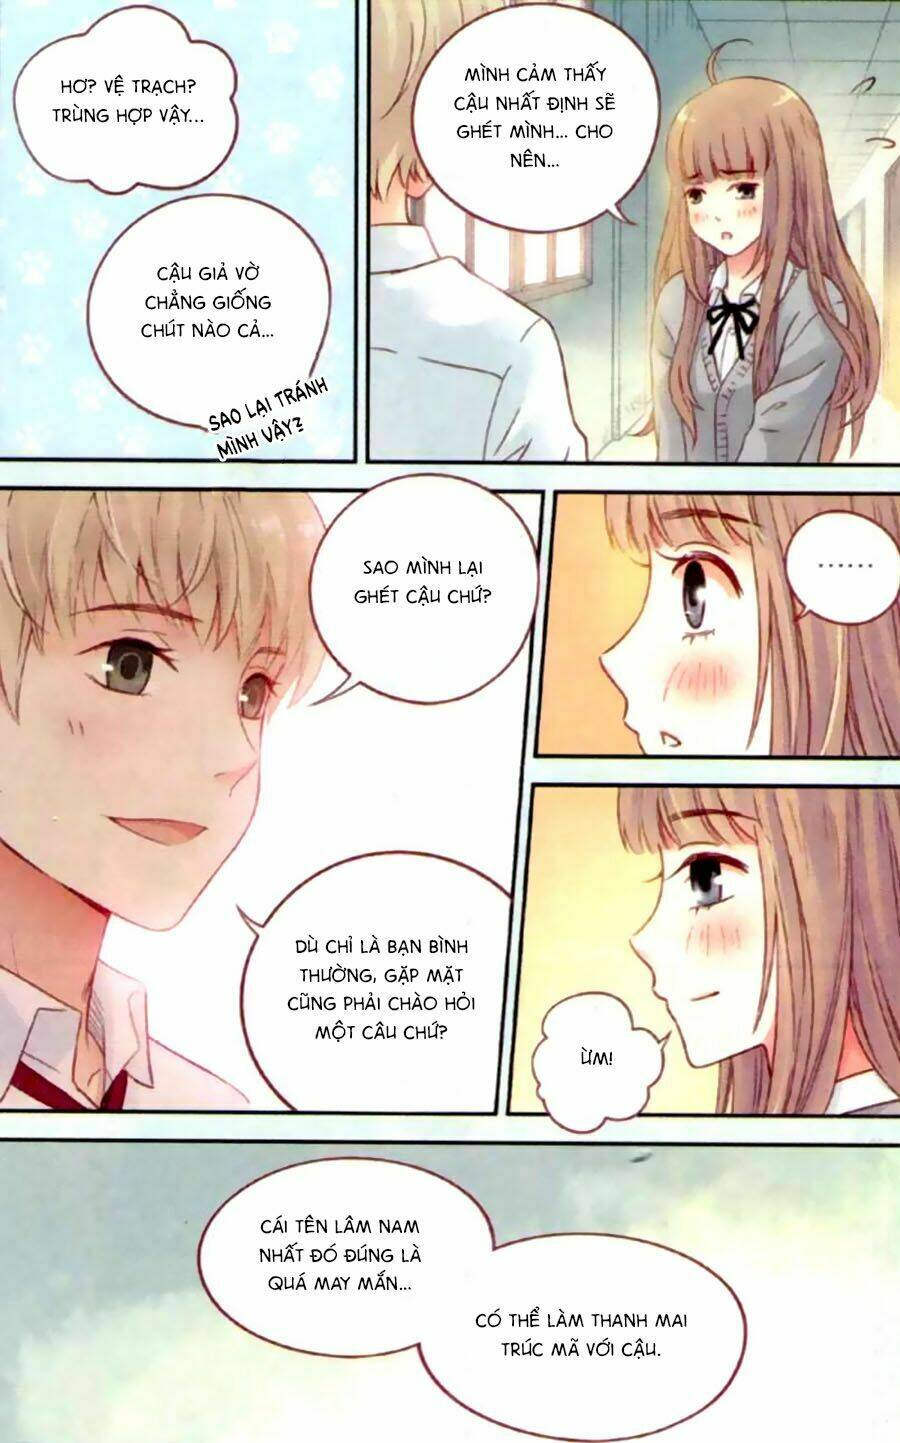 HƠ? VỆ TRẠCH?
TRÙNG HỢP VẬY...
CẬU GIẢ VỜ
CHẲNG GIỐNG
CHÚT NÀO CẢ...
SAO LẠI TRÁNH
MÌNH VẬY?
MÌNH CẢM THẤY
CẬU NHẤT ĐỊNH SẼ
GHÉT MÌNH... CHO
NÊN...
SAO MÌNH LẠI
GHÉT CẬU CHỨ?
......
DÙ CHỈ LÀ BẠN BÌNH
THƯỜNG, GẶP MẶT
CŨNG PHẢI CHÀO HỎI
MỘT CÂU CHỨ?
ỪM!
CÁI TÊN LÂM NAM
NHẤT ĐÓ ĐÚNG LÀ
QUÁ MAY MẮN...
CÓ THỂ LÀM THANH MAI
TRÚC MÃ VỚI CẬU.